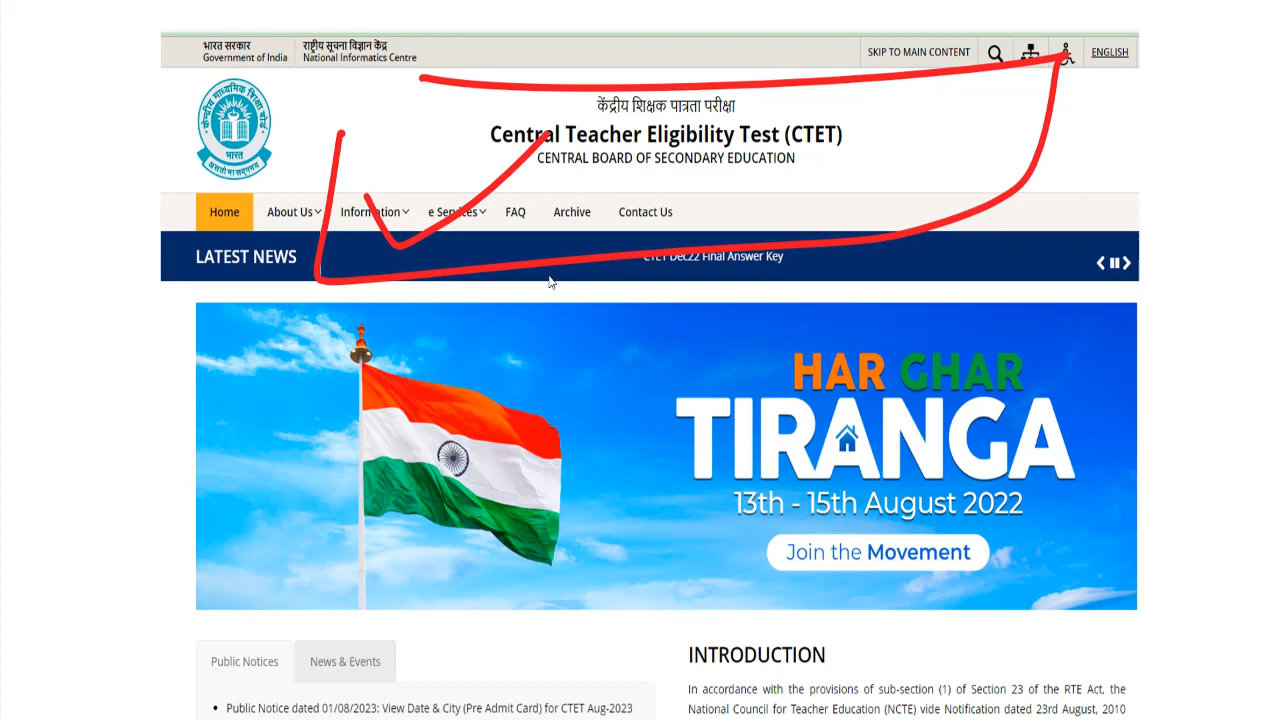 भारत सरकार
Government of India
राष्ट्रीय सूचना विज्ञान केंद्र
National Informatics Centre
SKIP TO MAIN CONTENT
ENGLISH
केन्द्रीय माध्यमिक शिक्षा बोर्ड
भारत
असतो मा सद्गमय
केंद्रीय शिक्षक पात्रता परीक्षा
Central Teacher Eligibility Test (CTET)
CENTRAL BOARD OF SECONDARY EDUCATION
Home
About Us
Information
e Services
FAQ
Archive
Contact Us
LATEST NEWS
CTET Dec22 Final Answer Key
HAR GHAR
TIRANGA
13th - 15th August 2022
Join the Movement
Public Notices
News & Events
INTRODUCTION
Public Notice dated 01/08/2023: View Date & City (Pre Admit Card) for CTET Aug-2023
In accordance with the provisions of sub-section (1) of Section 23 of the RTE Act, the
National Council for Teacher Education (NCTE) vide Notification dated 23rd August, 2010